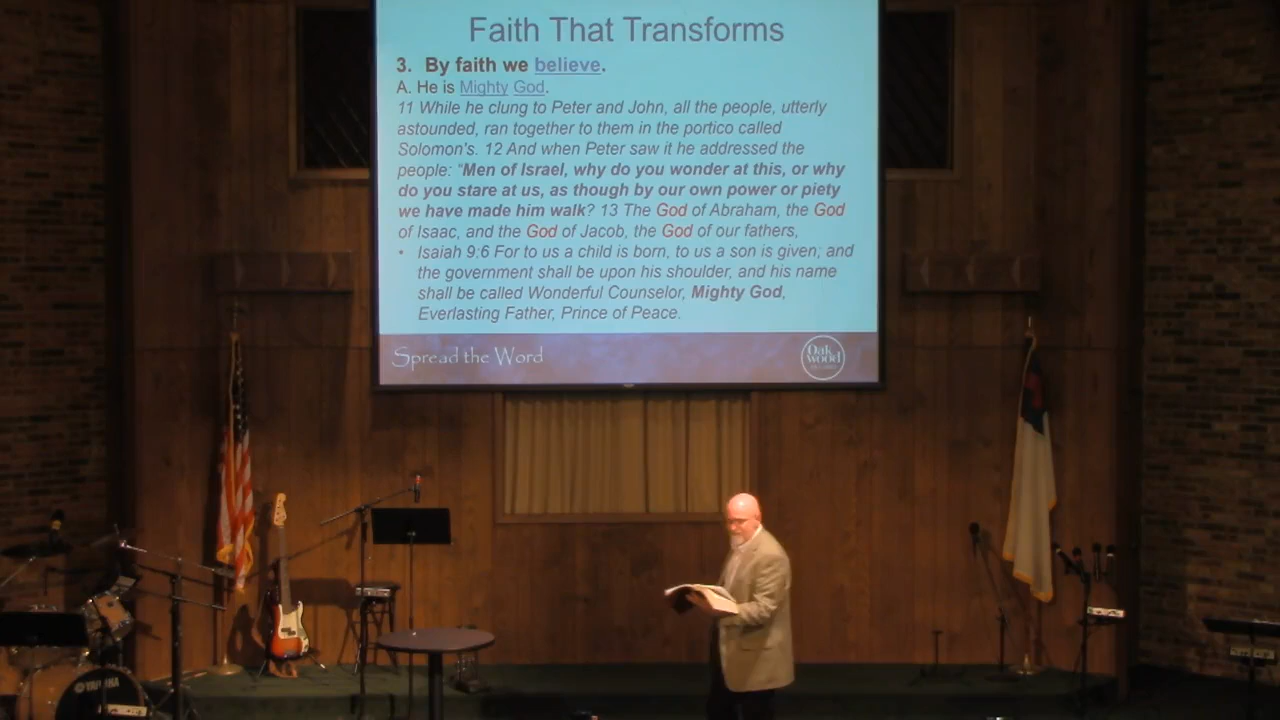 Faith That Transforms
3. By faith we believe.
A. He is Mighty God.
11 While he clung to Peter and John, all the people, utterly
astounded, ran together to them in the portico called
Solomon's. 12 And when Peter saw it he addressed the
people: “Men of Israel, why do you wonder at this, or why
do you stare at us, as though by our own power or piety
we have made him walk? 13 The God of Abraham, the God
of Isaac, and the God of Jacob, the God of our fathers,
• Isaiah 9:6 For to us a child is born, to us a son is given; and
the government shall be upon his shoulder, and his name
shall be called Wonderful Counselor, Mighty God,
Everlasting Father, Prince of Peace.
Spread the Word
Oak
wood
YAMAHA